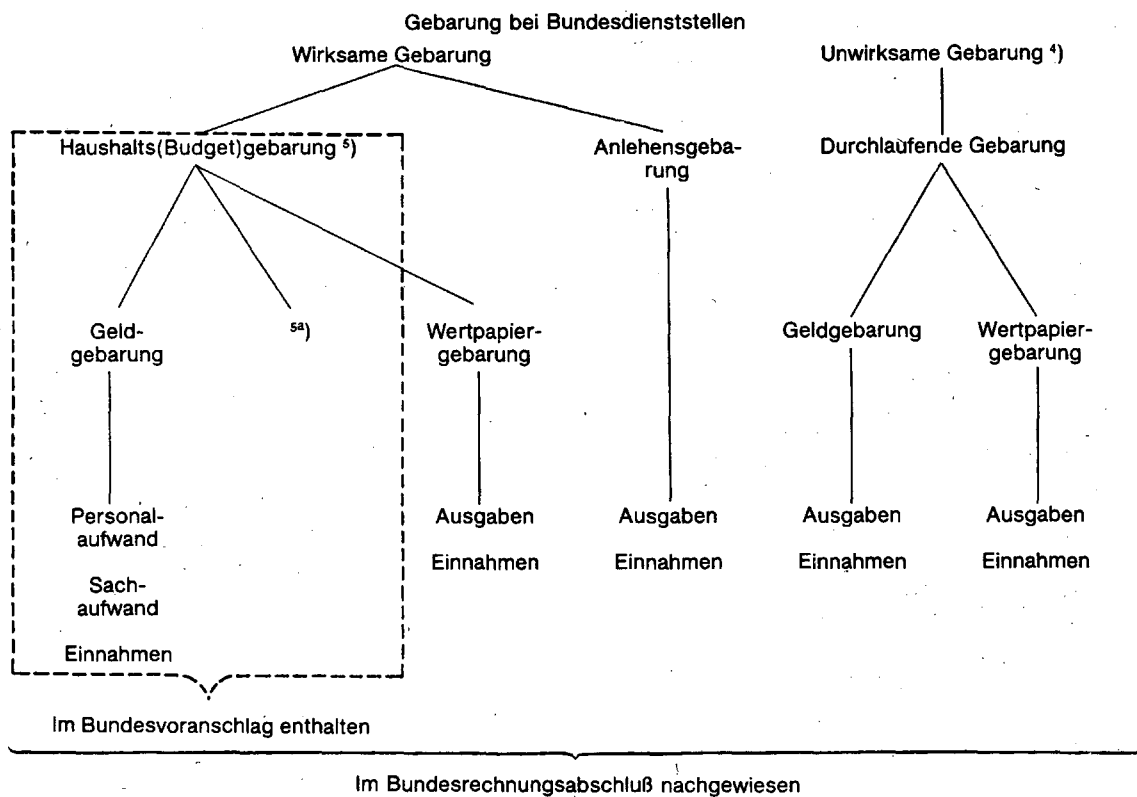 Gebarung bei Bundesdienststellen
Wirksame Gebarung
Unwirksame Gebarung ⁴)
Haushalts(Budget)gebarung ⁵)
Anlehensgeba-
rung
Durchlaufende Gebarung
Geld-
gebarung
⁵ᵃ)
Wertpapier-
gebarung
Geldgebarung
Wertpapier-
gebarung
Personal-
aufwand
Sach-
aufwand
Einnahmen
Ausgaben
Einnahmen
Ausgaben
Einnahmen
Ausgaben
Einnahmen
Ausgaben
Einnahmen
Im Bundesvoranschlag enthalten
Im Bundesrechnungsabschluß nachgewiesen